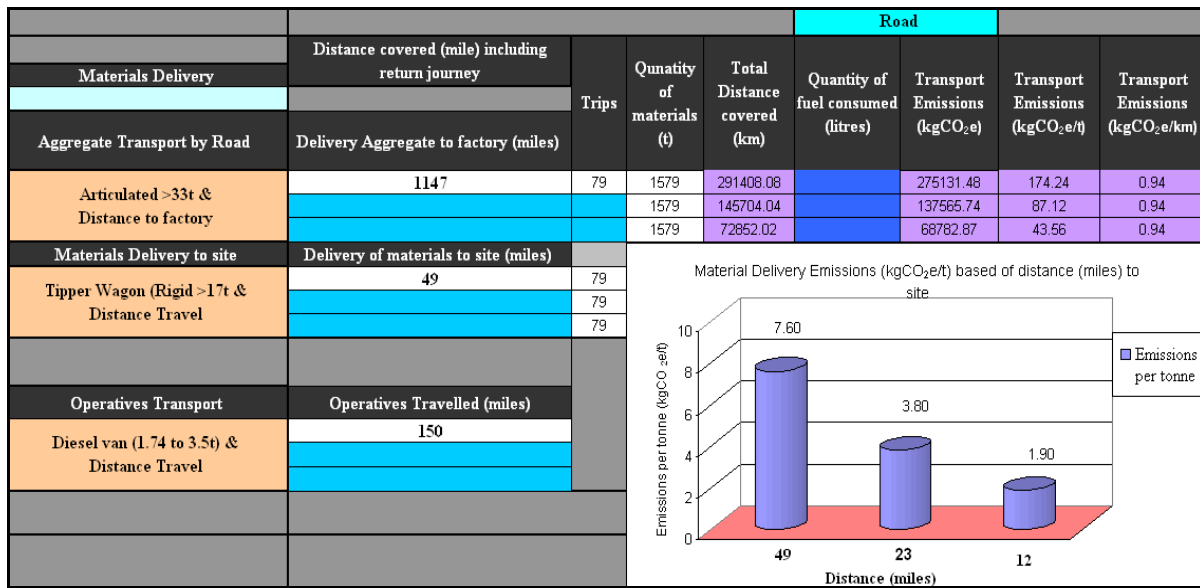 Road
Materials Delivery
Distance covered (mile) including
return journey
Trips
Qunatity
of
materials
(t)
Total
Distance
covered
(km)
Quantity of
fuel consumed
(litres)
Transport
Emissions
(kgCO₂e)
Transport
Emissions
(kgCO₂e/t)
Transport
Emissions
(kgCO₂e/km)
Aggregate Transport by Road
Delivery Aggregate to factory (miles)
Articulated >33t &
Distance to factory
1147 79 1579 291408.08 275131.48 174.24 0.94
1579 145704.04 137565.74 87.12 0.94
1579 72852.02 68782.87 43.56 0.94
Materials Delivery to site
Delivery of materials to site (miles)
Tipper Wagon (Rigid >17t &
Distance Travel
49 79
79
79
Operatives Transport
Operatives Travelled (miles)
Diesel van (1.74 to 3.5t) &
Distance Travel
150
Material Delivery Emissions (kgCO₂e/t) based of distance (miles) to
site
Emissions per tonne (kgCO₂e/t)
10
8
6
4
2
0
7.60
3.80
1.90
49
23
12
Distance (miles)
Emissions
per tonne